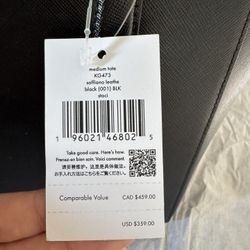 medium tote
KG473
saffiano leathe
black (001) BLK
staci
1 96021 46802 5
Take good care. Here's how.
Prenez-en bien soin. Voici comment.
Comparable Value CAD $459.00
USD $359.00